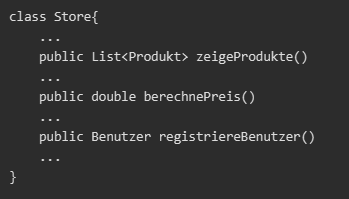 class Store{
    ...
    public List<Produkt> zeigeProdukte()
    ...
    public double berechnePreis()
    ...
    public Benutzer registriereBenutzer()
    ...
}